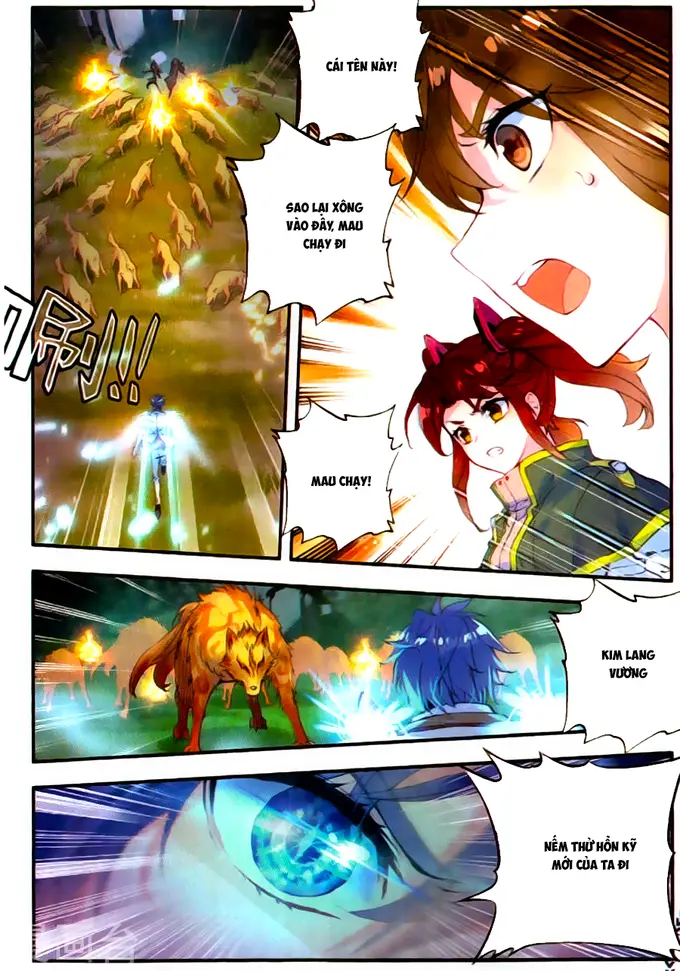 CÁI TÊN NÀY!
SAO LẠI XÔNG
VÀO ĐÂY, MAU
CHẠY ĐI
刷!!
MAU CHẠY!
KIM LANG
VƯƠNG
NẾM THỬ HỒN KỸ
MỚI CỦA TA ĐI